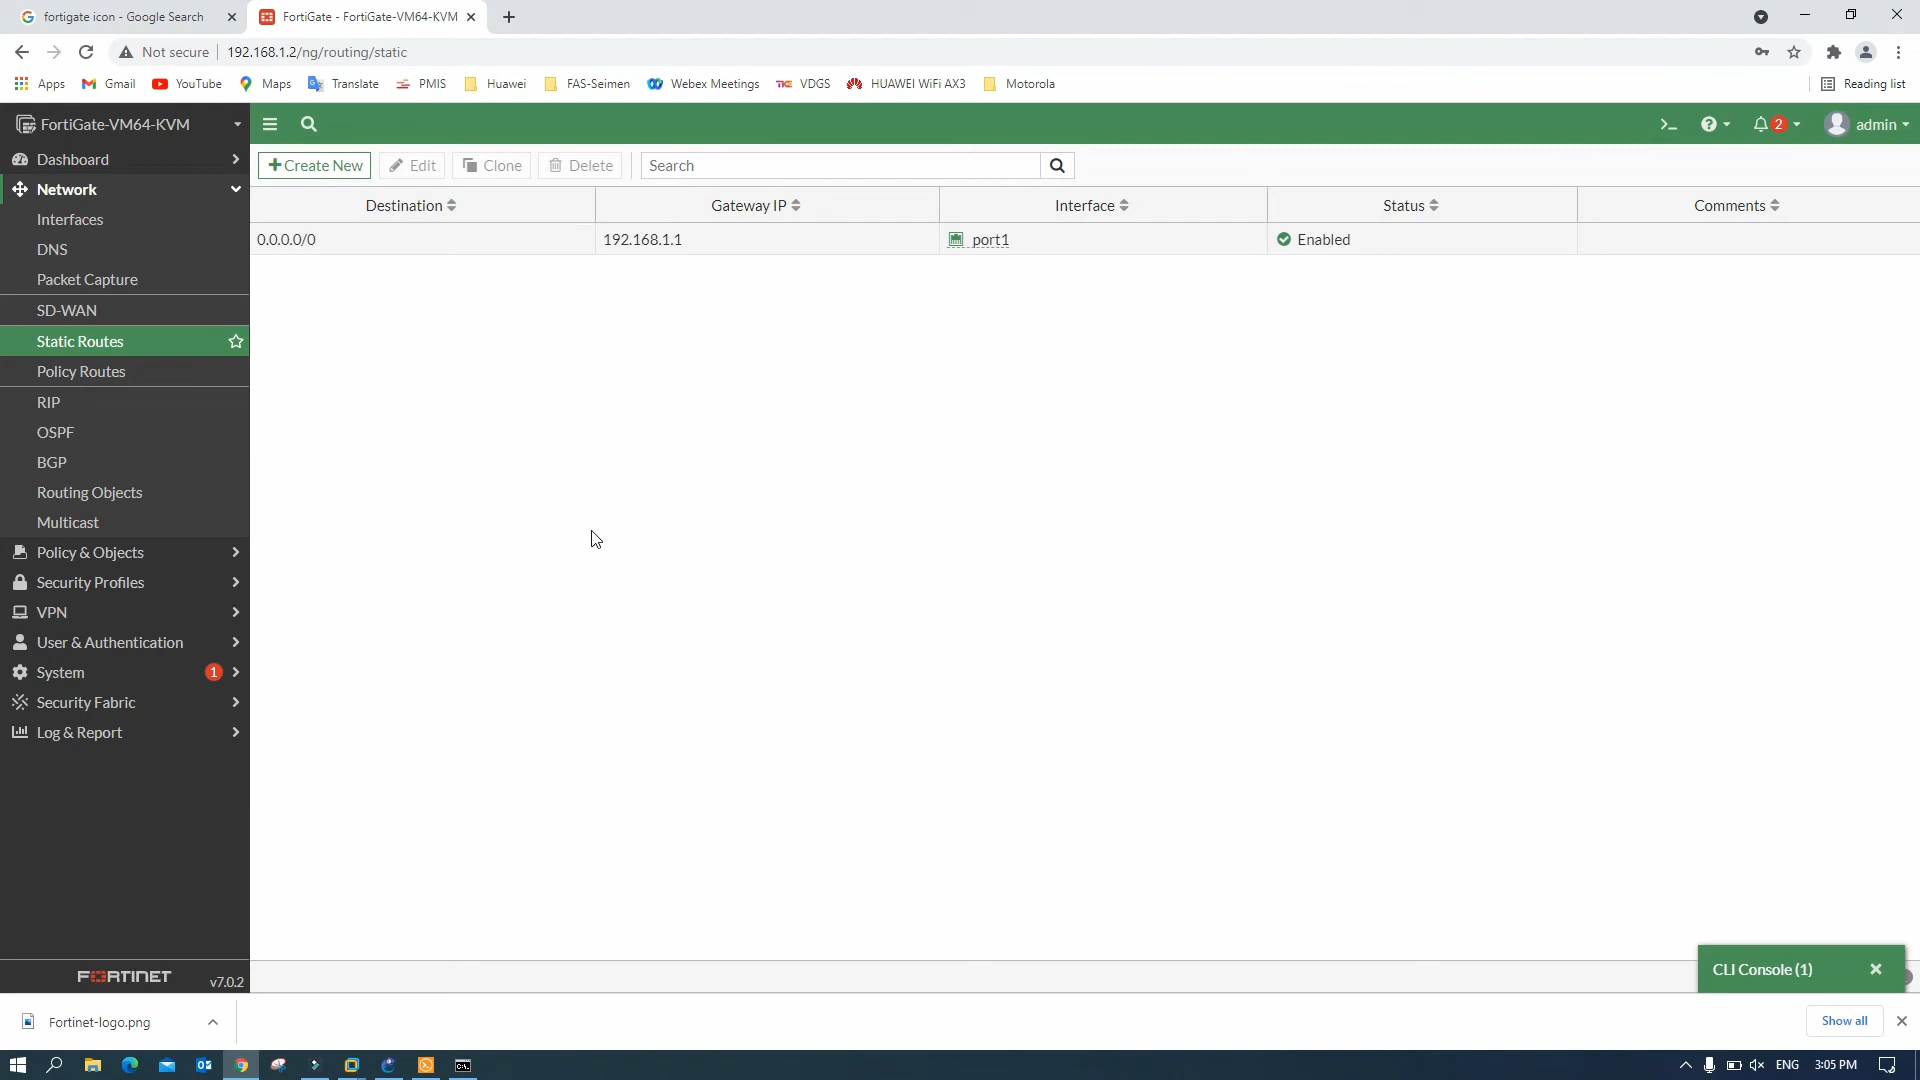 fortigate icon - Google Search
FortiGate - FortiGate-VM64-KVM
Not secure
192.168.1.2/ng/routing/static
Apps
Gmail
YouTube
Maps
Translate
PMIS
Huawei
FAS-Seimen
Webex Meetings
VDGS
HUAWEI WiFi AX3
Motorola
Reading list
FortiGate-VM64-KVM
2
admin
Dashboard
Network
Interfaces
DNS
Packet Capture
SD-WAN
Static Routes
Policy Routes
RIP
OSPF
BGP
Routing Objects
Multicast
Policy & Objects
Security Profiles
VPN
User & Authentication
System
1
Security Fabric
Log & Report
FORTINET
v7.0.2
Create New
Edit
Clone
Delete
Search
Destination
Gateway IP
Interface
Status
Comments
0.0.0.0/0
192.168.1.1
port1
Enabled
CLI Console (1)
Fortinet-logo.png
Show all
ENG
3:05 PM